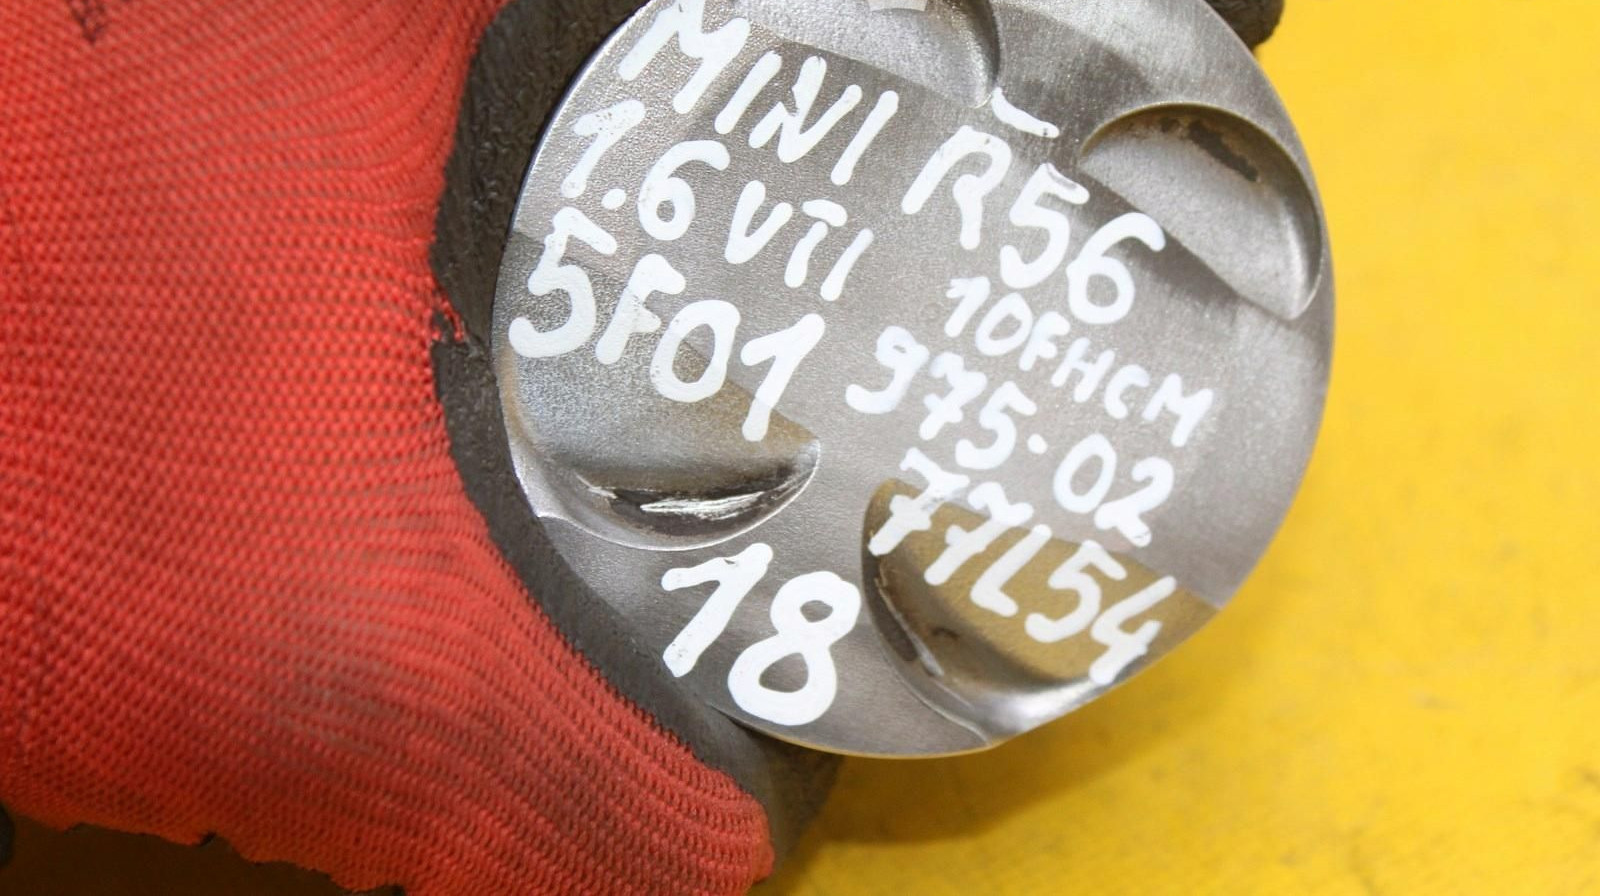 MINI R56
1.6 VTI 10FHCM
5F01 975·02
77L54
18